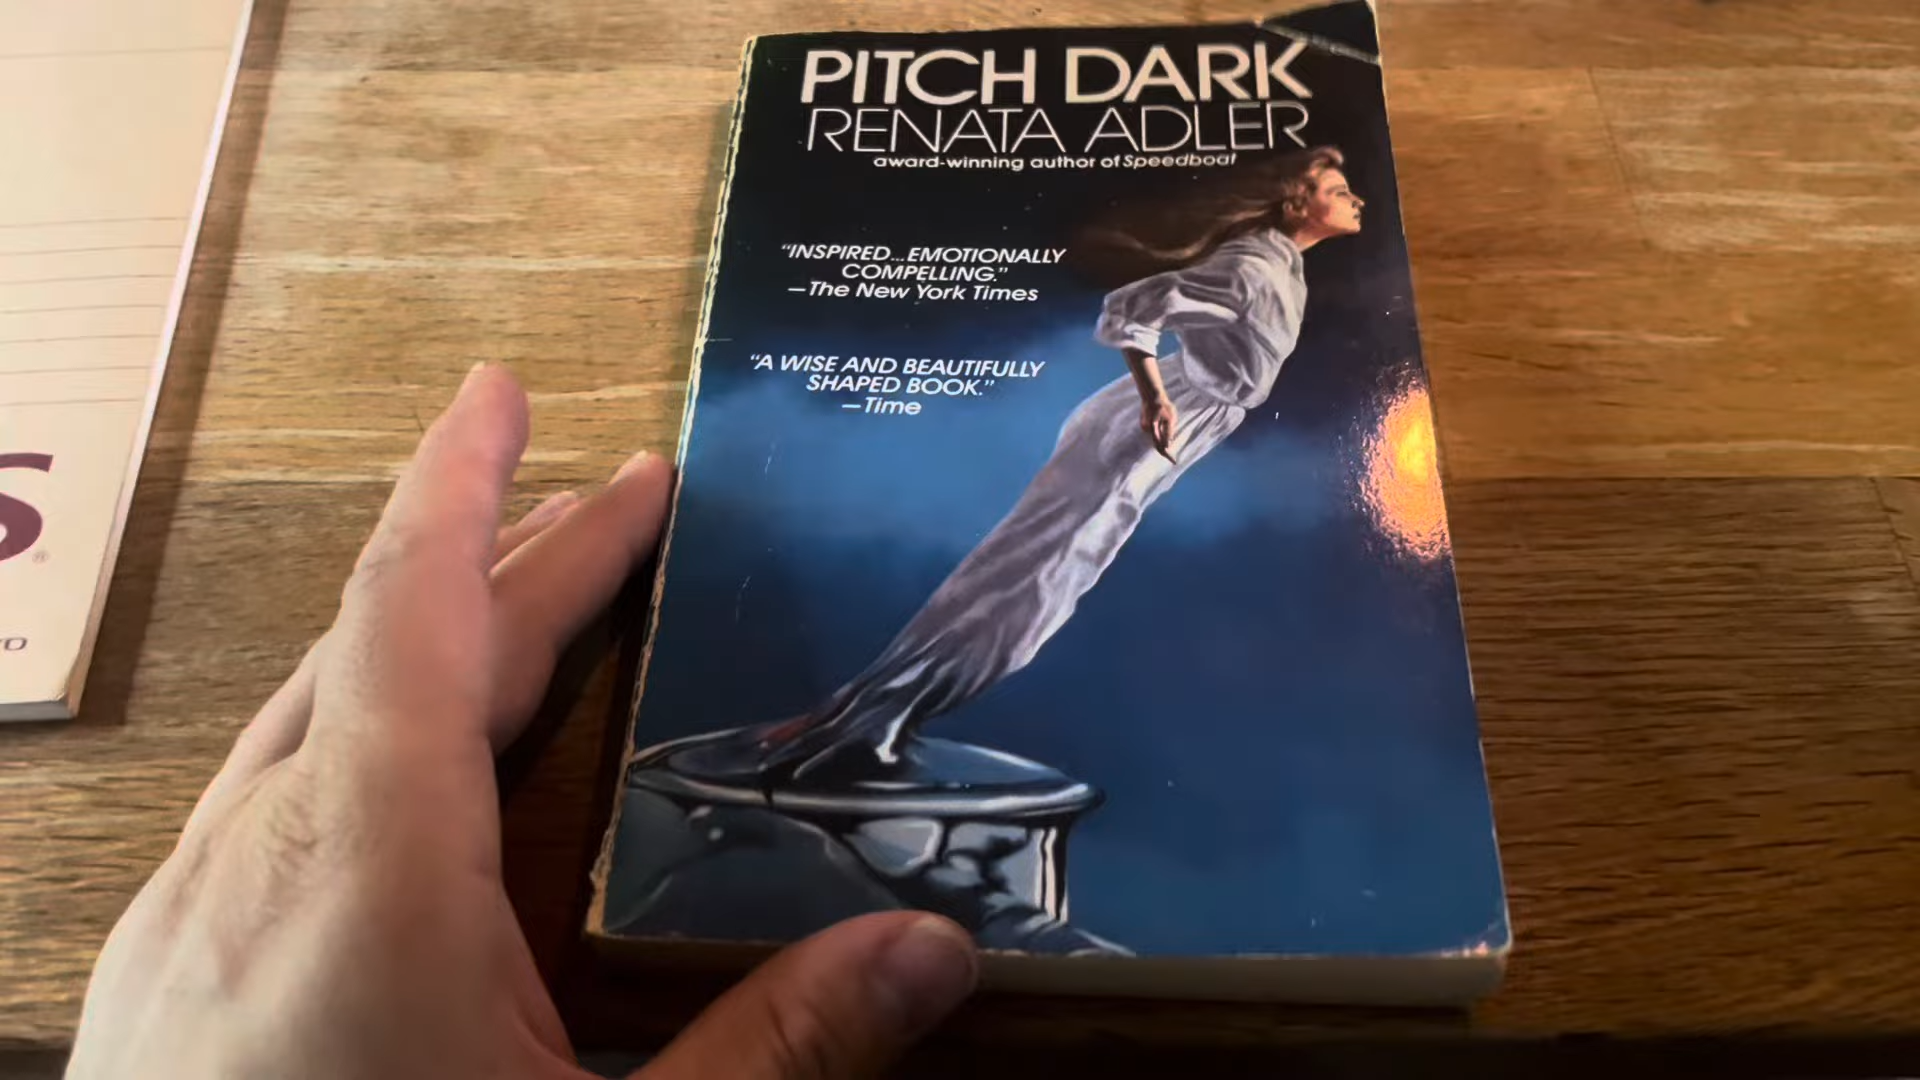 PITCH DARK
RENATA ADLER
award-winning author of Speedboat
“INSPIRED...EMOTIONALLY
COMPELLING.”
—The New York Times
“A WISE AND BEAUTIFULLY
SHAPED BOOK.”
—Time
S
®